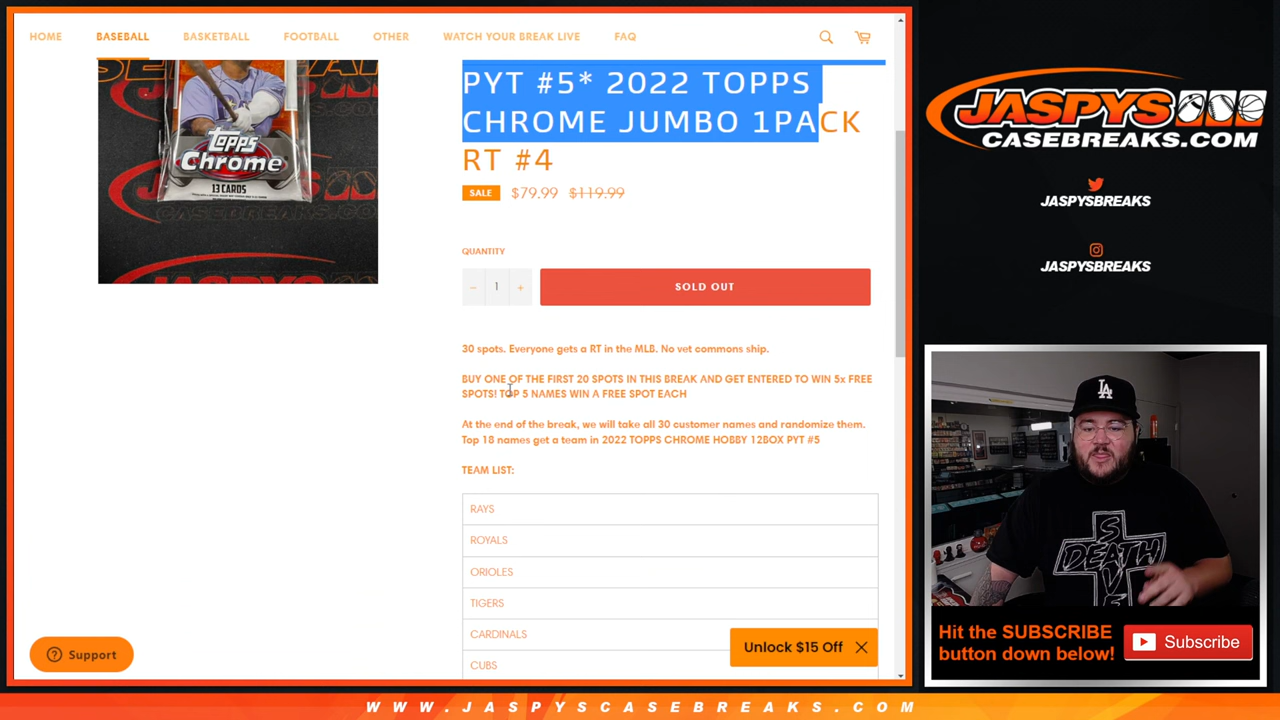 HOME BASEBALL BASKETBALL FOOTBALL OTHER WATCH YOUR BREAK LIVE FAQ
PYT #5* 2022 TOPPS
CHROME JUMBO 1PACK
RT #4
SALE $79.99 $119.99
QUANTITY
− 1 +
SOLD OUT
30 spots. Everyone gets a RT in the MLB. No vet commons ship.
BUY ONE OF THE FIRST 20 SPOTS IN THIS BREAK AND GET ENTERED TO WIN 5x FREE
SPOTS! TOP 5 NAMES WIN A FREE SPOT EACH
At the end of the break, we will take all 30 customer names and randomize them.
Top 18 names get a team in 2022 TOPPS CHROME HOBBY 12BOX PYT #5
TEAM LIST:
RAYS
ROYALS
ORIOLES
TIGERS
CARDINALS
CUBS
Topps
Chrome
13 CARDS
Support
Unlock $15 Off
JASPYS
CASEBREAKS.COM
JASPYSBREAKS
JASPYSBREAKS
LA
DEATH
SAVES
Hit the SUBSCRIBE
button down below!
Subscribe
WWW.JASPYSCASEBREAKS.COM